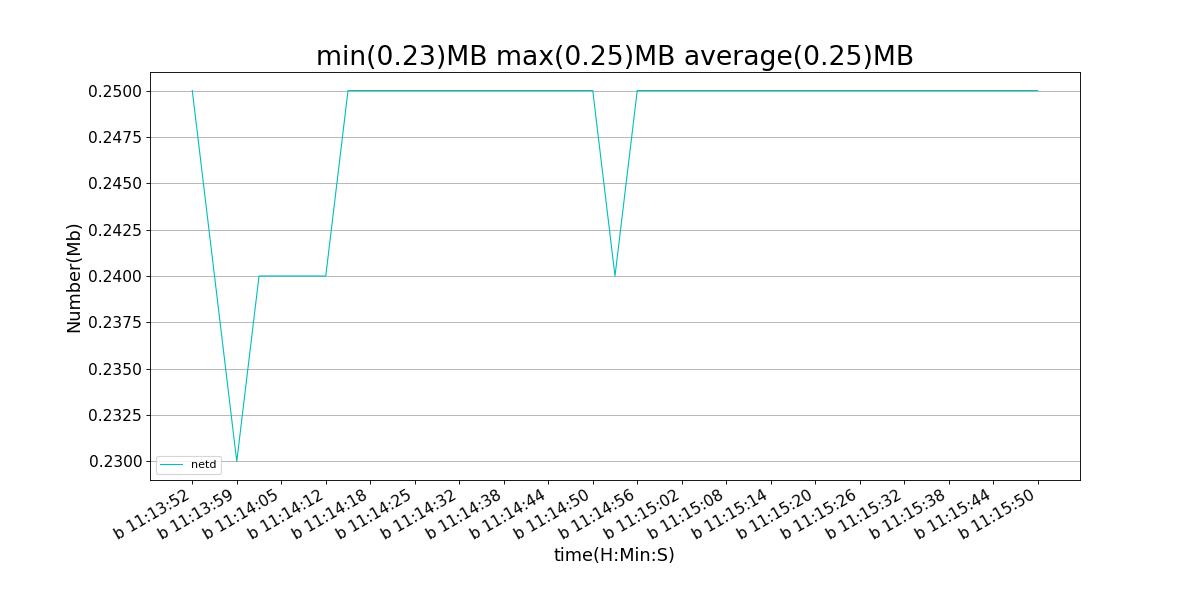 min(0.23)MB max(0.25)MB average(0.25)MB
Number(Mb)
0.2500
0.2475
0.2450
0.2425
0.2400
0.2375
0.2350
0.2325
0.2300
netd
b 11:13:52
b 11:13:59
b 11:14:05
b 11:14:12
b 11:14:18
b 11:14:25
b 11:14:32
b 11:14:38
b 11:14:44
b 11:14:50
b 11:14:56
b 11:15:02
b 11:15:08
b 11:15:14
b 11:15:20
b 11:15:26
b 11:15:32
b 11:15:38
b 11:15:44
b 11:15:50
time(H:Min:S)